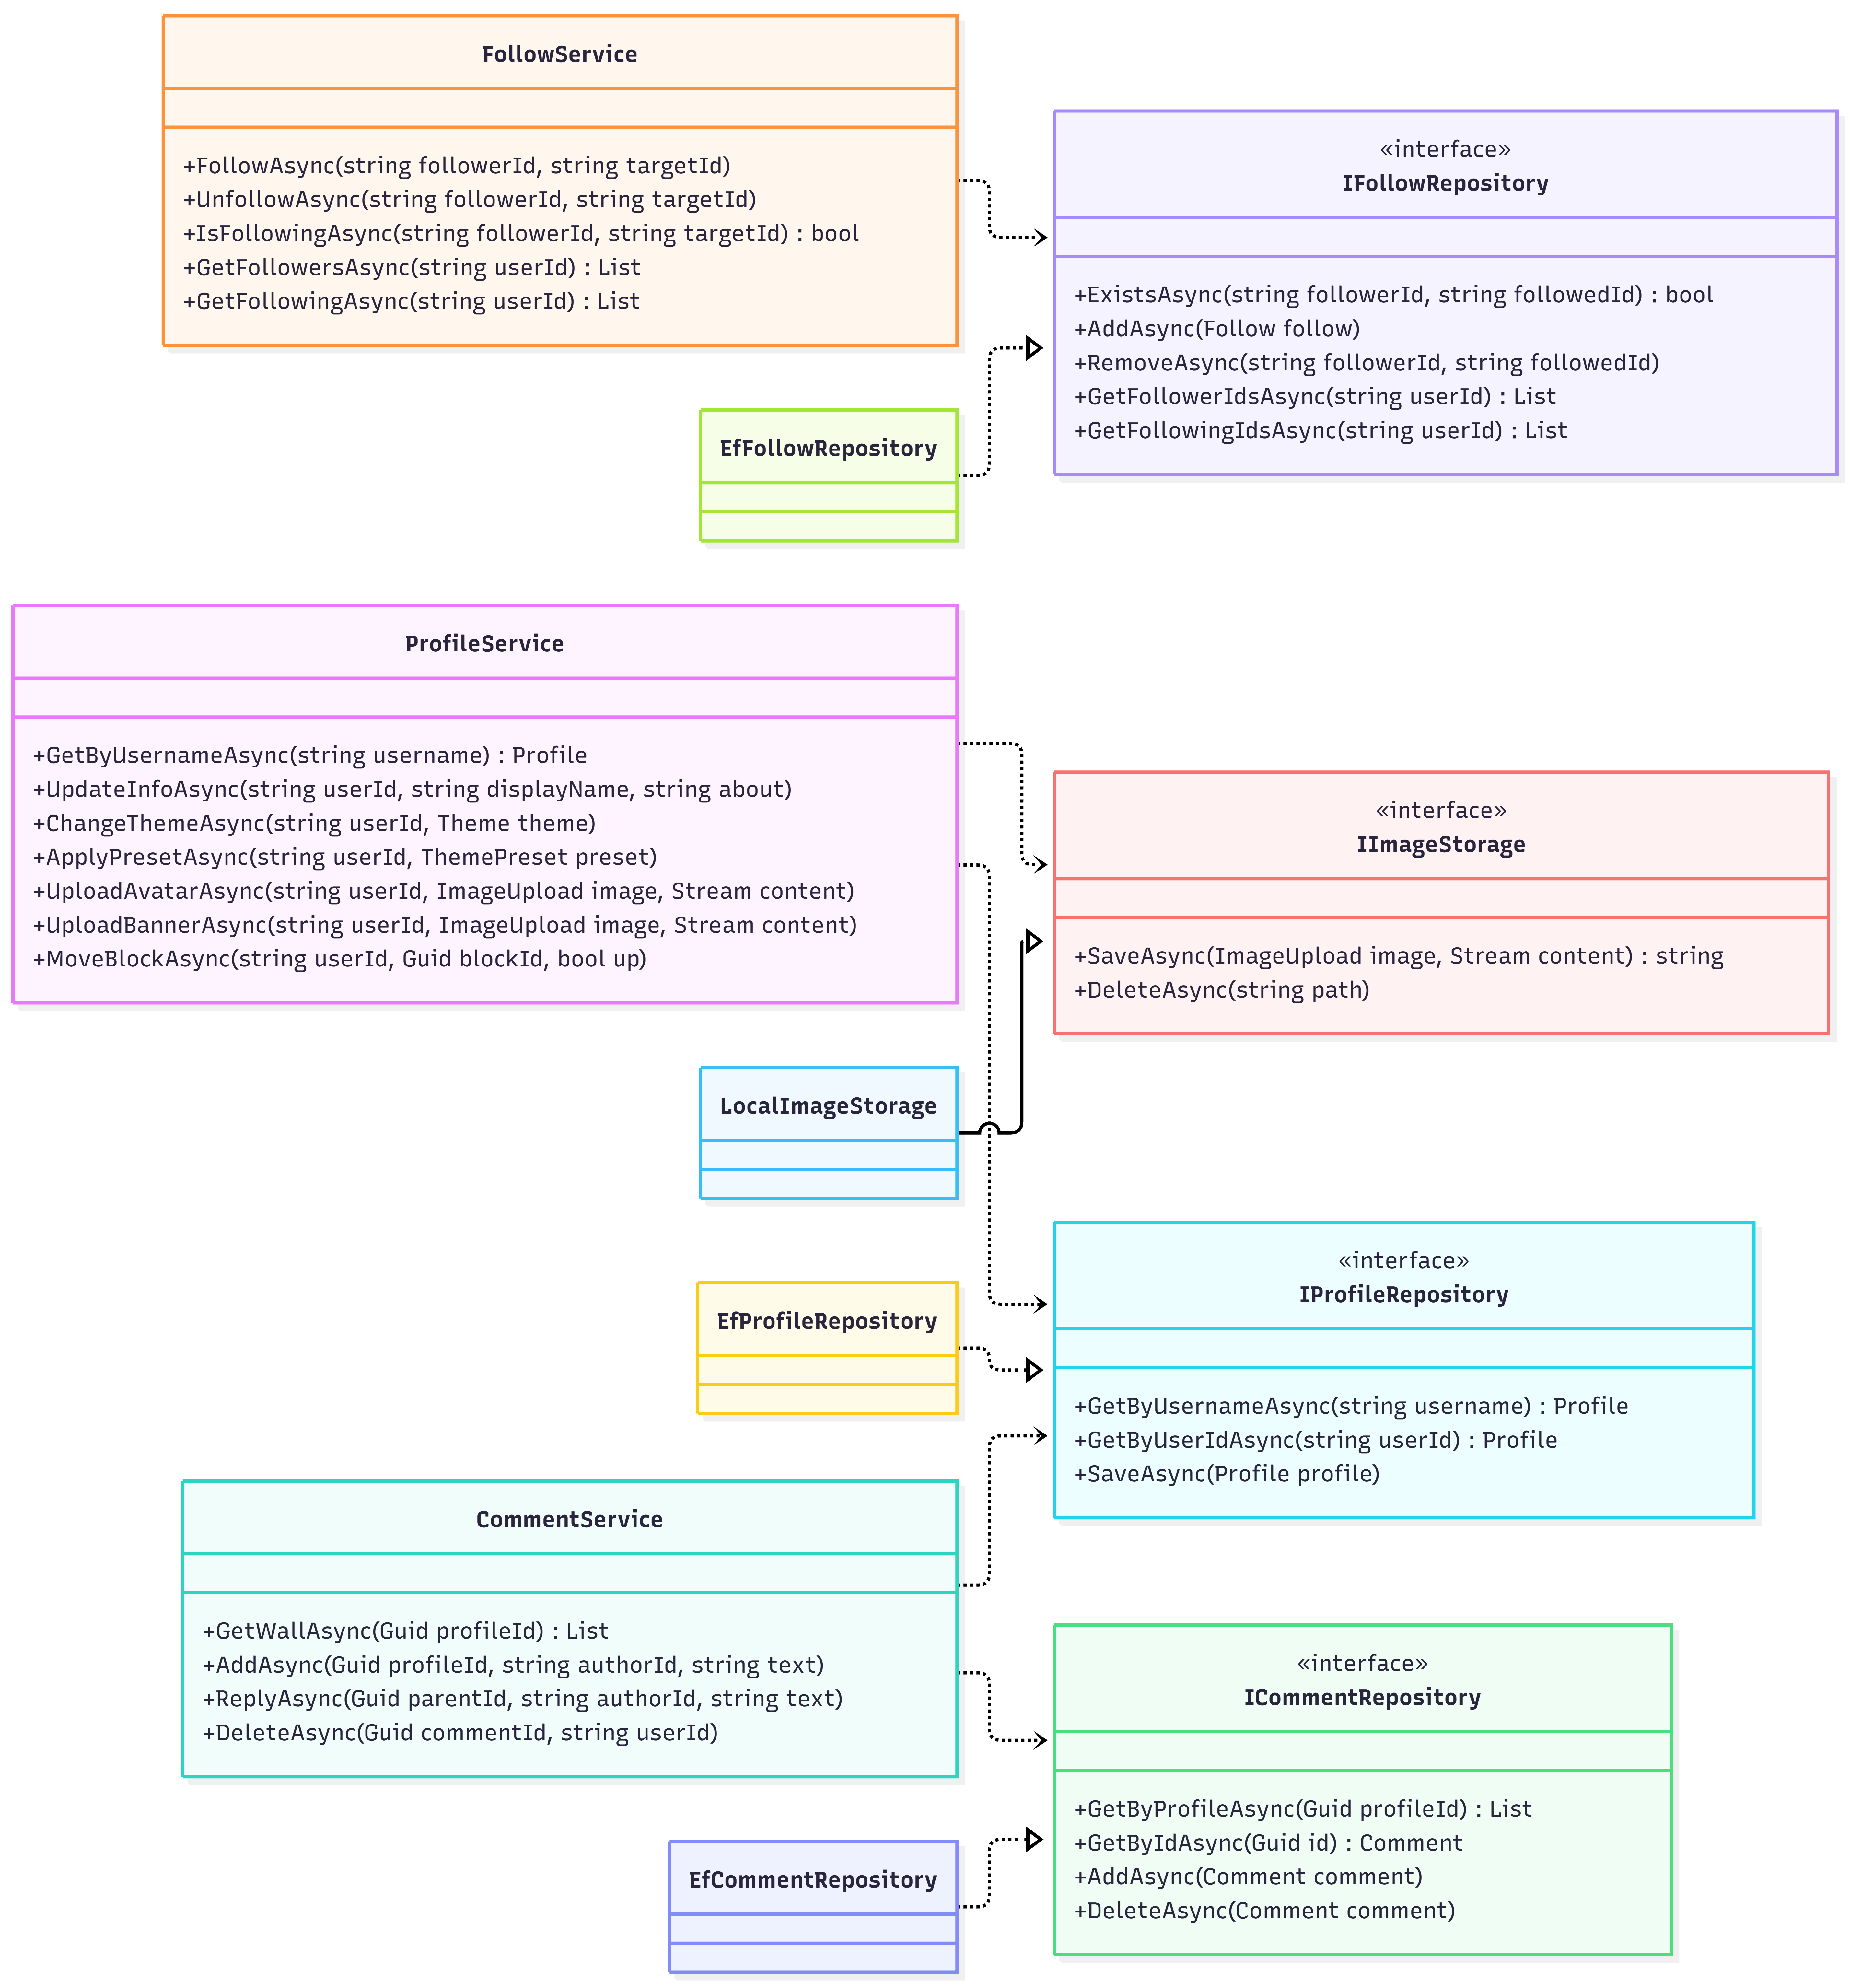 FollowService
+FollowAsync(string followerId, string targetId)
+UnfollowAsync(string followerId, string targetId)
+IsFollowingAsync(string followerId, string targetId) : bool
+GetFollowersAsync(string userId) : List
+GetFollowingAsync(string userId) : List
«interface»
IFollowRepository
+ExistsAsync(string followerId, string followedId) : bool
+AddAsync(Follow follow)
+RemoveAsync(string followerId, string followedId)
+GetFollowerIdsAsync(string userId) : List
+GetFollowingIdsAsync(string userId) : List
EfFollowRepository
ProfileService
+GetByUsernameAsync(string username) : Profile
+UpdateInfoAsync(string userId, string displayName, string about)
+ChangeThemeAsync(string userId, Theme theme)
+ApplyPresetAsync(string userId, ThemePreset preset)
+UploadAvatarAsync(string userId, ImageUpload image, Stream content)
+UploadBannerAsync(string userId, ImageUpload image, Stream content)
+MoveBlockAsync(string userId, Guid blockId, bool up)
«interface»
IImageStorage
+SaveAsync(ImageUpload image, Stream content) : string
+DeleteAsync(string path)
LocalImageStorage
«interface»
IProfileRepository
+GetByUsernameAsync(string username) : Profile
+GetByUserIdAsync(string userId) : Profile
+SaveAsync(Profile profile)
EfProfileRepository
CommentService
+GetWallAsync(Guid profileId) : List
+AddAsync(Guid profileId, string authorId, string text)
+ReplyAsync(Guid parentId, string authorId, string text)
+DeleteAsync(Guid commentId, string userId)
«interface»
ICommentRepository
+GetByProfileAsync(Guid profileId) : List
+GetByIdAsync(Guid id) : Comment
+AddAsync(Comment comment)
+DeleteAsync(Comment comment)
EfCommentRepository